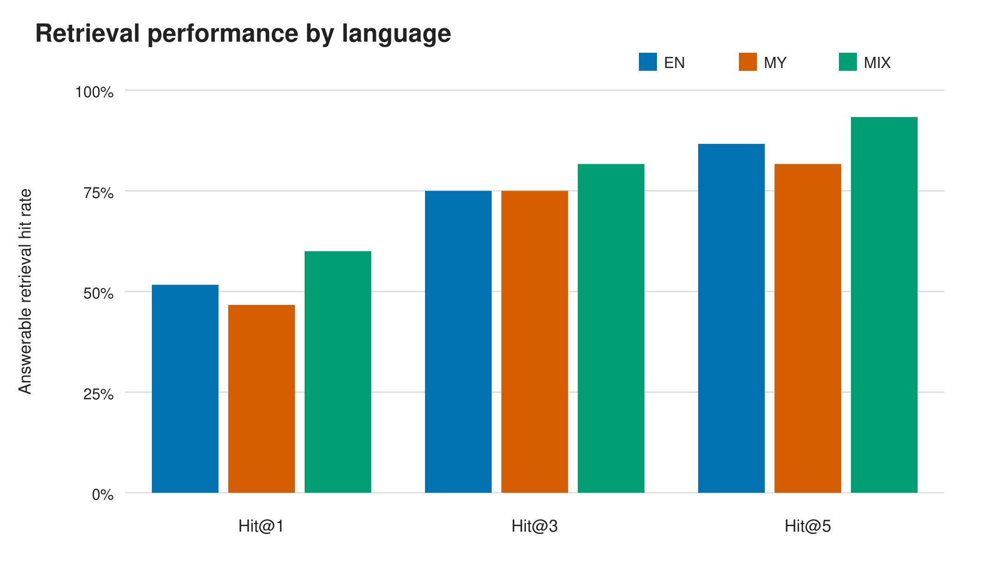 Retrieval performance by language
EN MY MIX
100%
75%
50%
25%
0%
Answerable retrieval hit rate
Hit@1 Hit@3 Hit@5